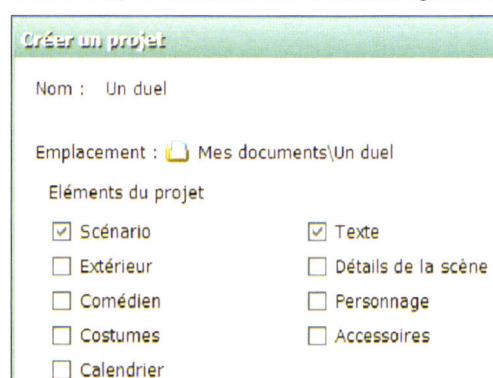 Créer un projet
Nom : Un duel
Emplacement : Mes documents\Un duel
Eléments du projet
Scénario Texte
Extérieur Détails de la scène
Comédien Personnage
Costumes Accessoires
Calendrier